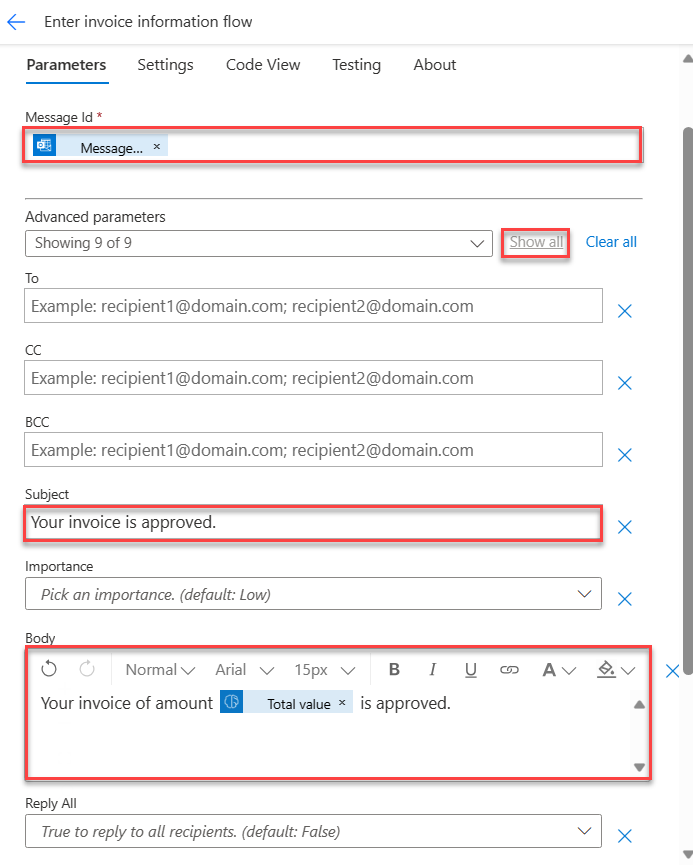 Enter invoice information flow
Parameters Settings Code View Testing About
Message Id *
Message... ×
Advanced parameters
Showing 9 of 9 Show all Clear all
To
Example: recipient1@domain.com; recipient2@domain.com
CC
Example: recipient1@domain.com; recipient2@domain.com
BCC
Example: recipient1@domain.com; recipient2@domain.com
Subject
Your invoice is approved.
Importance
Pick an importance. (default: Low)
Body
Normal Arial 15px B I U A
Your invoice of amount Total value × is approved.
Reply All
True to reply to all recipients. (default: False)